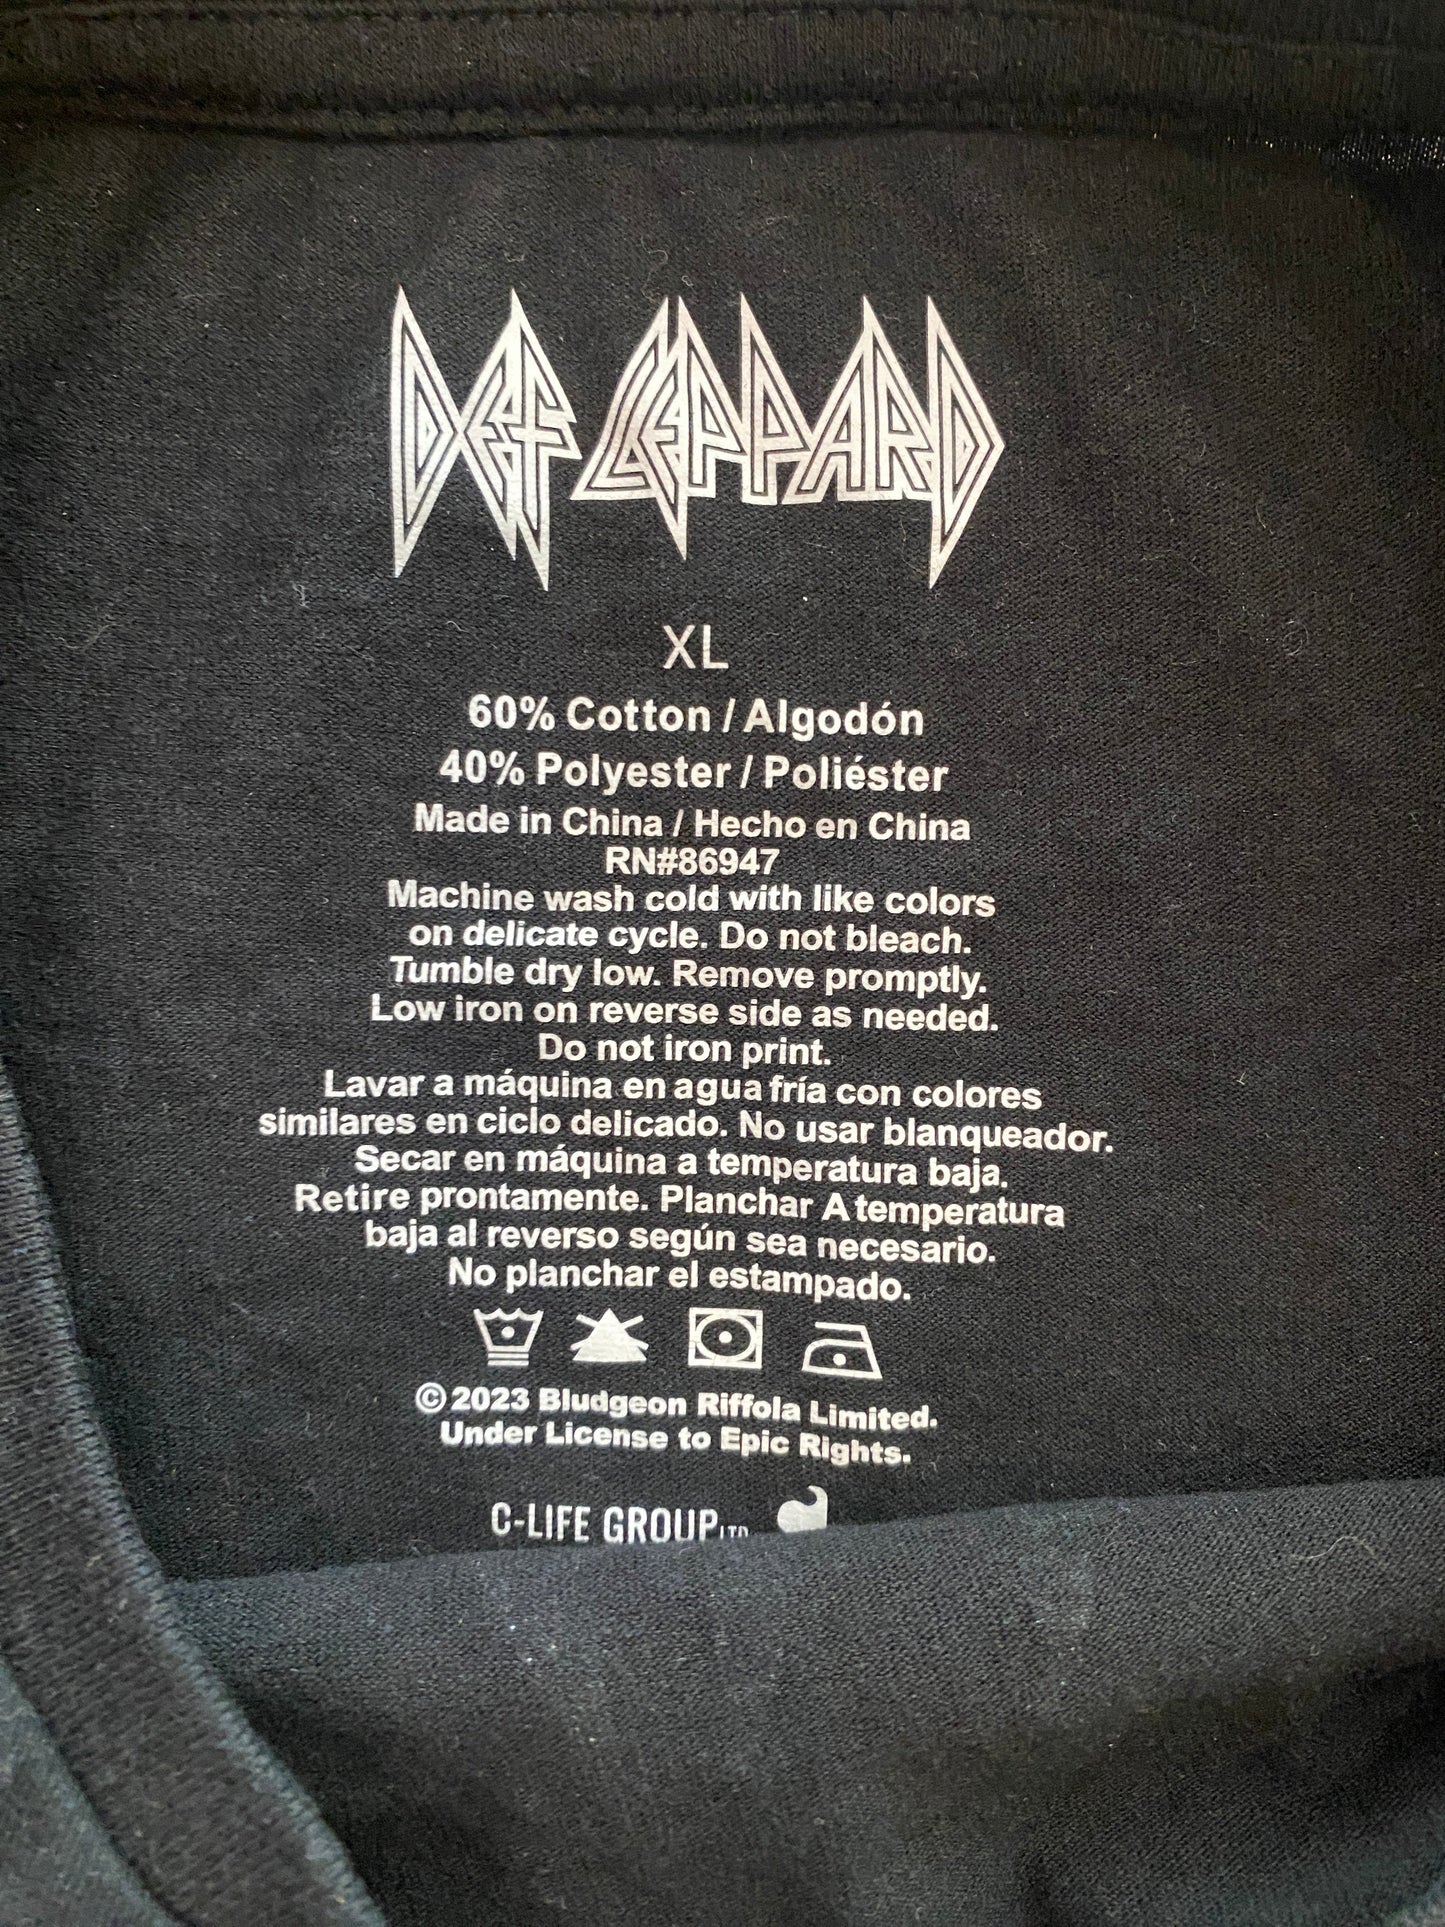 DEF LEPPARD
XL
60% Cotton / Algodón
40% Polyester / Poliéster
Made in China / Hecho en China
RN#86947
Machine wash cold with like colors
on delicate cycle. Do not bleach.
Tumble dry low. Remove promptly.
Low iron on reverse side as needed.
Do not iron print.
Lavar a máquina en agua fría con colores
similares en ciclo delicado. No usar blanqueador.
Secar en máquina a temperatura baja.
Retire prontamente. Planchar A temperatura
baja al reverso según sea necesario.
No planchar el estampado.
© 2023 Bludgeon Riffola Limited.
Under License to Epic Rights.
C-LIFE GROUP LTD